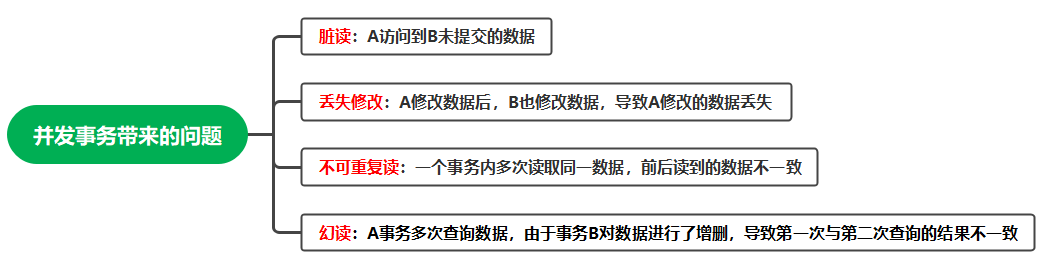 脏读：A访问到B未提交的数据
丢失修改：A修改数据后，B也修改数据，导致A修改的数据丢失
并发事务带来的问题
不可重复读：一个事务内多次读取同一数据，前后读到的数据不一致
幻读：A事务多次查询数据，由于事务B对数据进行了增删，导致第一次与第二次查询的结果不一致